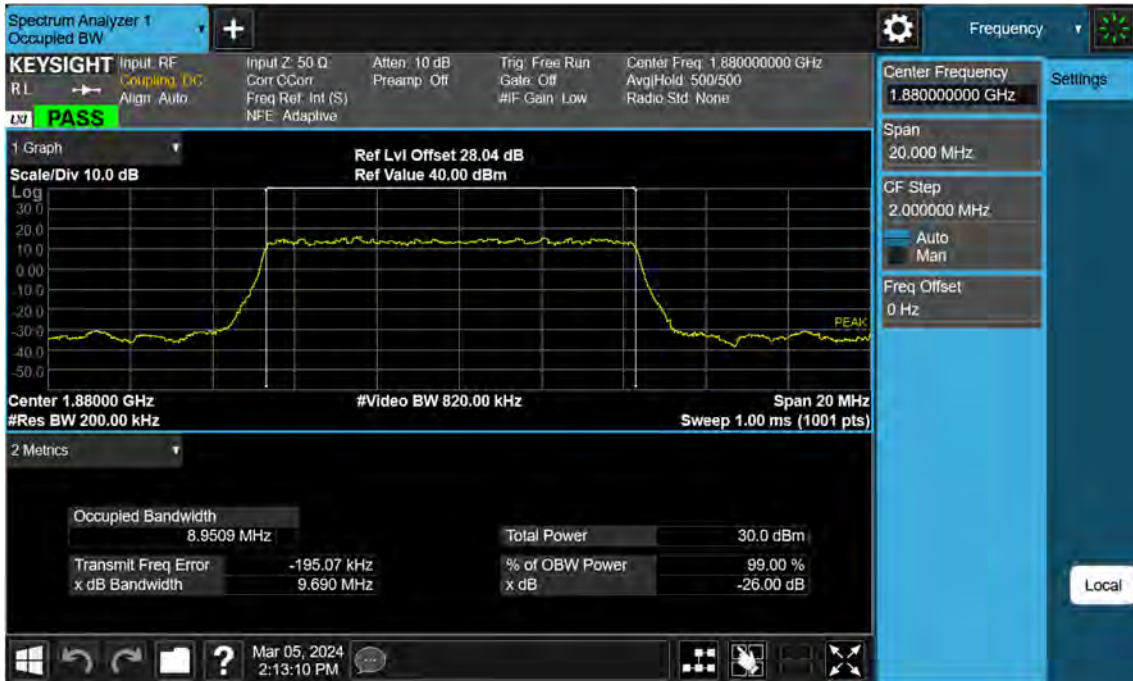 Spectrum Analyzer 1
Occupied BW
+
Frequency
KEYSIGHT
Input: RF
Input Z: 50 Ω
Atten: 10 dB
Trig: Free Run
Center Freq: 1.880000000 GHz
R L
Coupling: DC
Corr CCorr
Preamp: Off
Gate: Off
Avg|Hold: 500/500
Align: Auto
Freq Ref: Int (S)
#IF Gain: Low
Radio Std: None
LXI
PASS
NFE: Adaptive
Center Frequency
1.880000000 GHz
Settings
Span
20.000 MHz
CF Step
2.000000 MHz
Auto
Man
Freq Offset
0 Hz
1 Graph
Scale/Div 10.0 dB
Ref Lvl Offset 28.04 dB
Ref Value 40.00 dBm
Log
30.0
20.0
10.0
0.00
-10.0
-20.0
-30.0
-40.0
-50.0
PEAK
Center 1.88000 GHz
#Video BW 820.00 kHz
Span 20 MHz
#Res BW 200.00 kHz
Sweep 1.00 ms (1001 pts)
2 Metrics
Occupied Bandwidth
8.9509 MHz
Total Power
30.0 dBm
Transmit Freq Error
-195.07 kHz
% of OBW Power
99.00 %
x dB Bandwidth
9.690 MHz
x dB
-26.00 dB
Local
?
Mar 05, 2024
2:13:10 PM